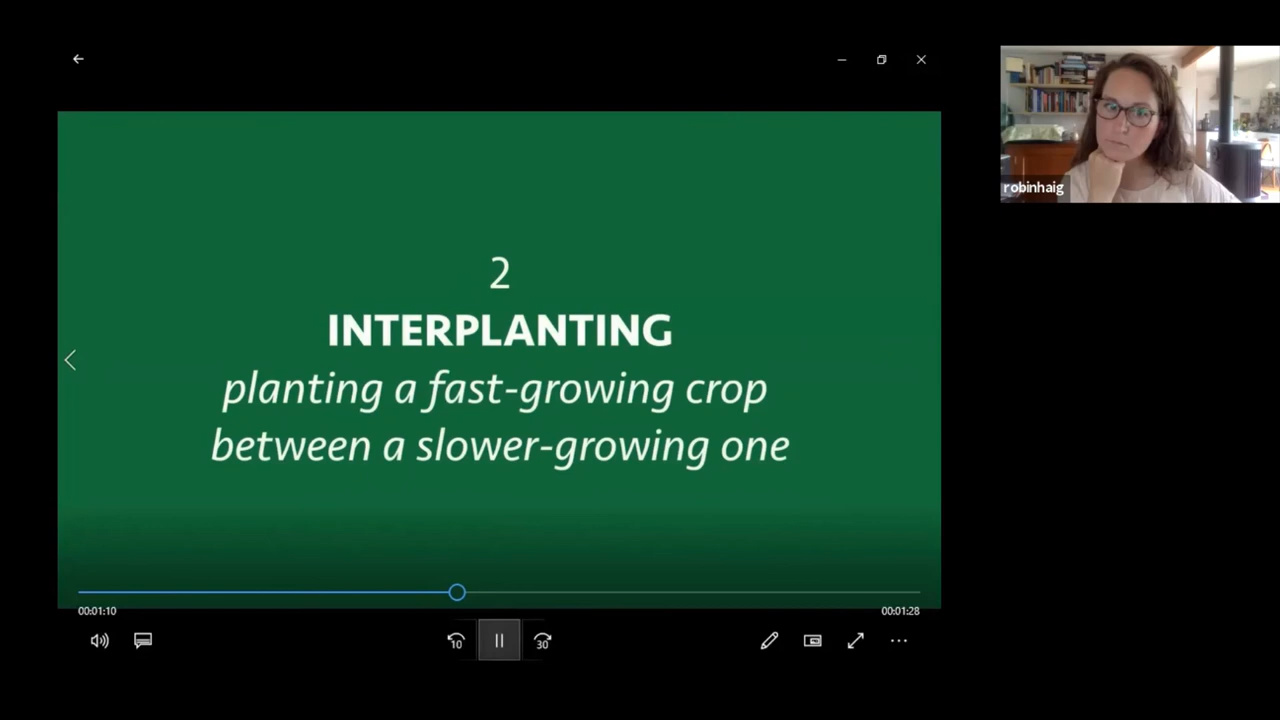 2
INTERPLANTING
planting a fast-growing crop
between a slower-growing one
robinhaig
00:01:10
00:01:28
10
30